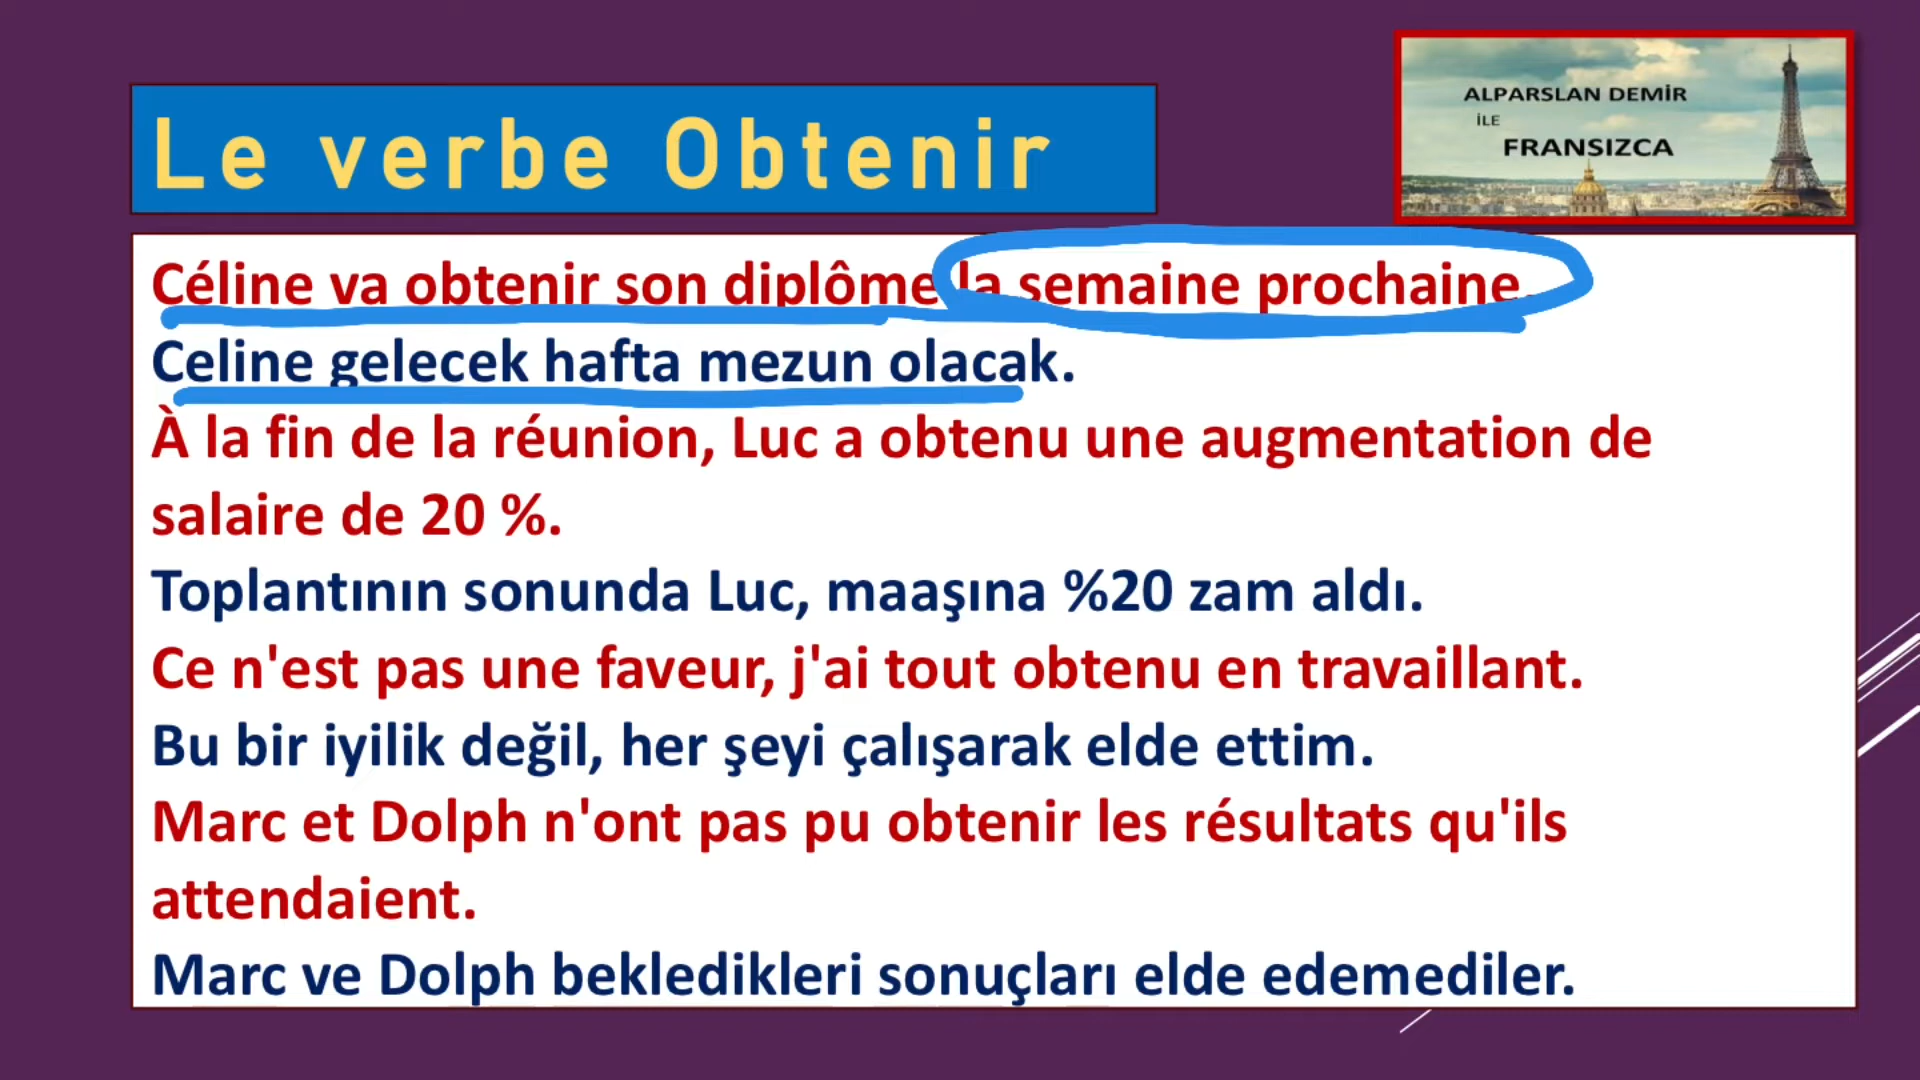 ALPARSLAN DEMİR
İLE
FRANSIZCA
Le verbe Obtenir
Céline va obtenir son diplôme la semaine prochaine.
Celine gelecek hafta mezun olacak.
À la fin de la réunion, Luc a obtenu une augmentation de
salaire de 20 %.
Toplantının sonunda Luc, maaşına %20 zam aldı.
Ce n'est pas une faveur, j'ai tout obtenu en travaillant.
Bu bir iyilik değil, her şeyi çalışarak elde ettim.
Marc et Dolph n'ont pas pu obtenir les résultats qu'ils
attendaient.
Marc ve Dolph bekledikleri sonuçları elde edemediler.